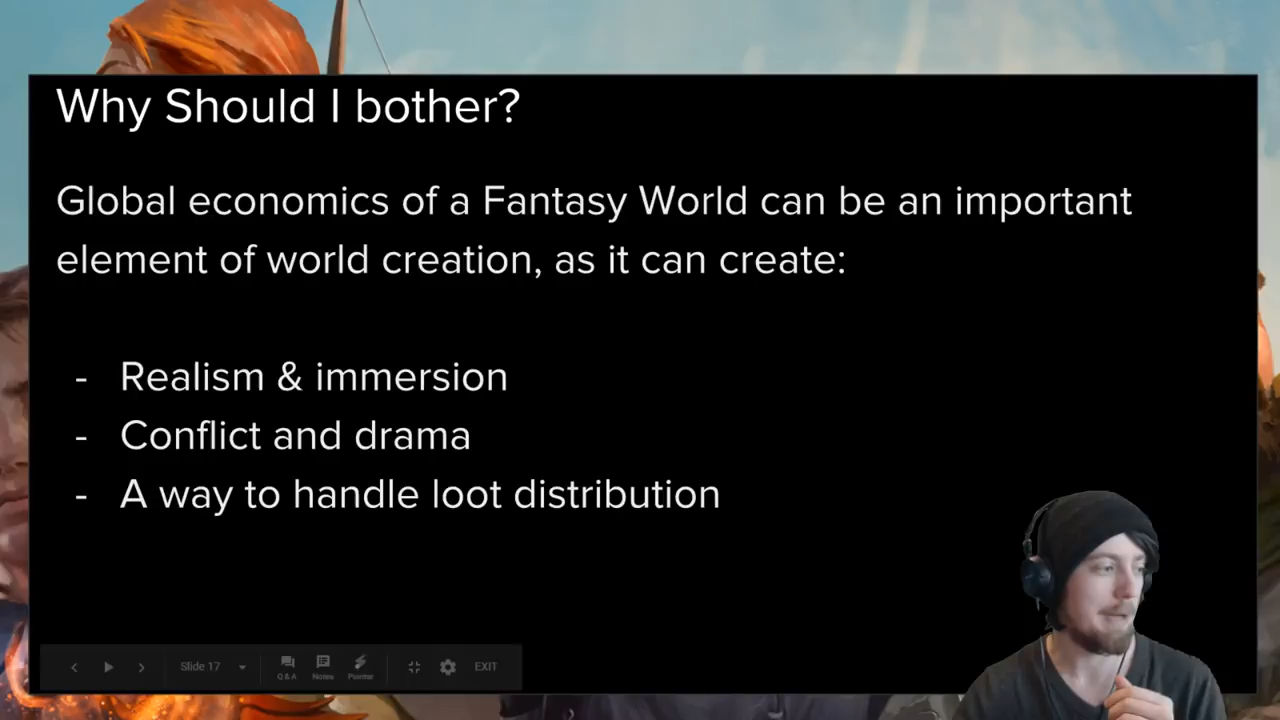 Why Should I bother?
Global economics of a Fantasy World can be an important
element of world creation, as it can create:
- Realism & immersion
- Conflict and drama
- A way to handle loot distribution
Slide 17
Q & A
Notes
Pointer
EXIT